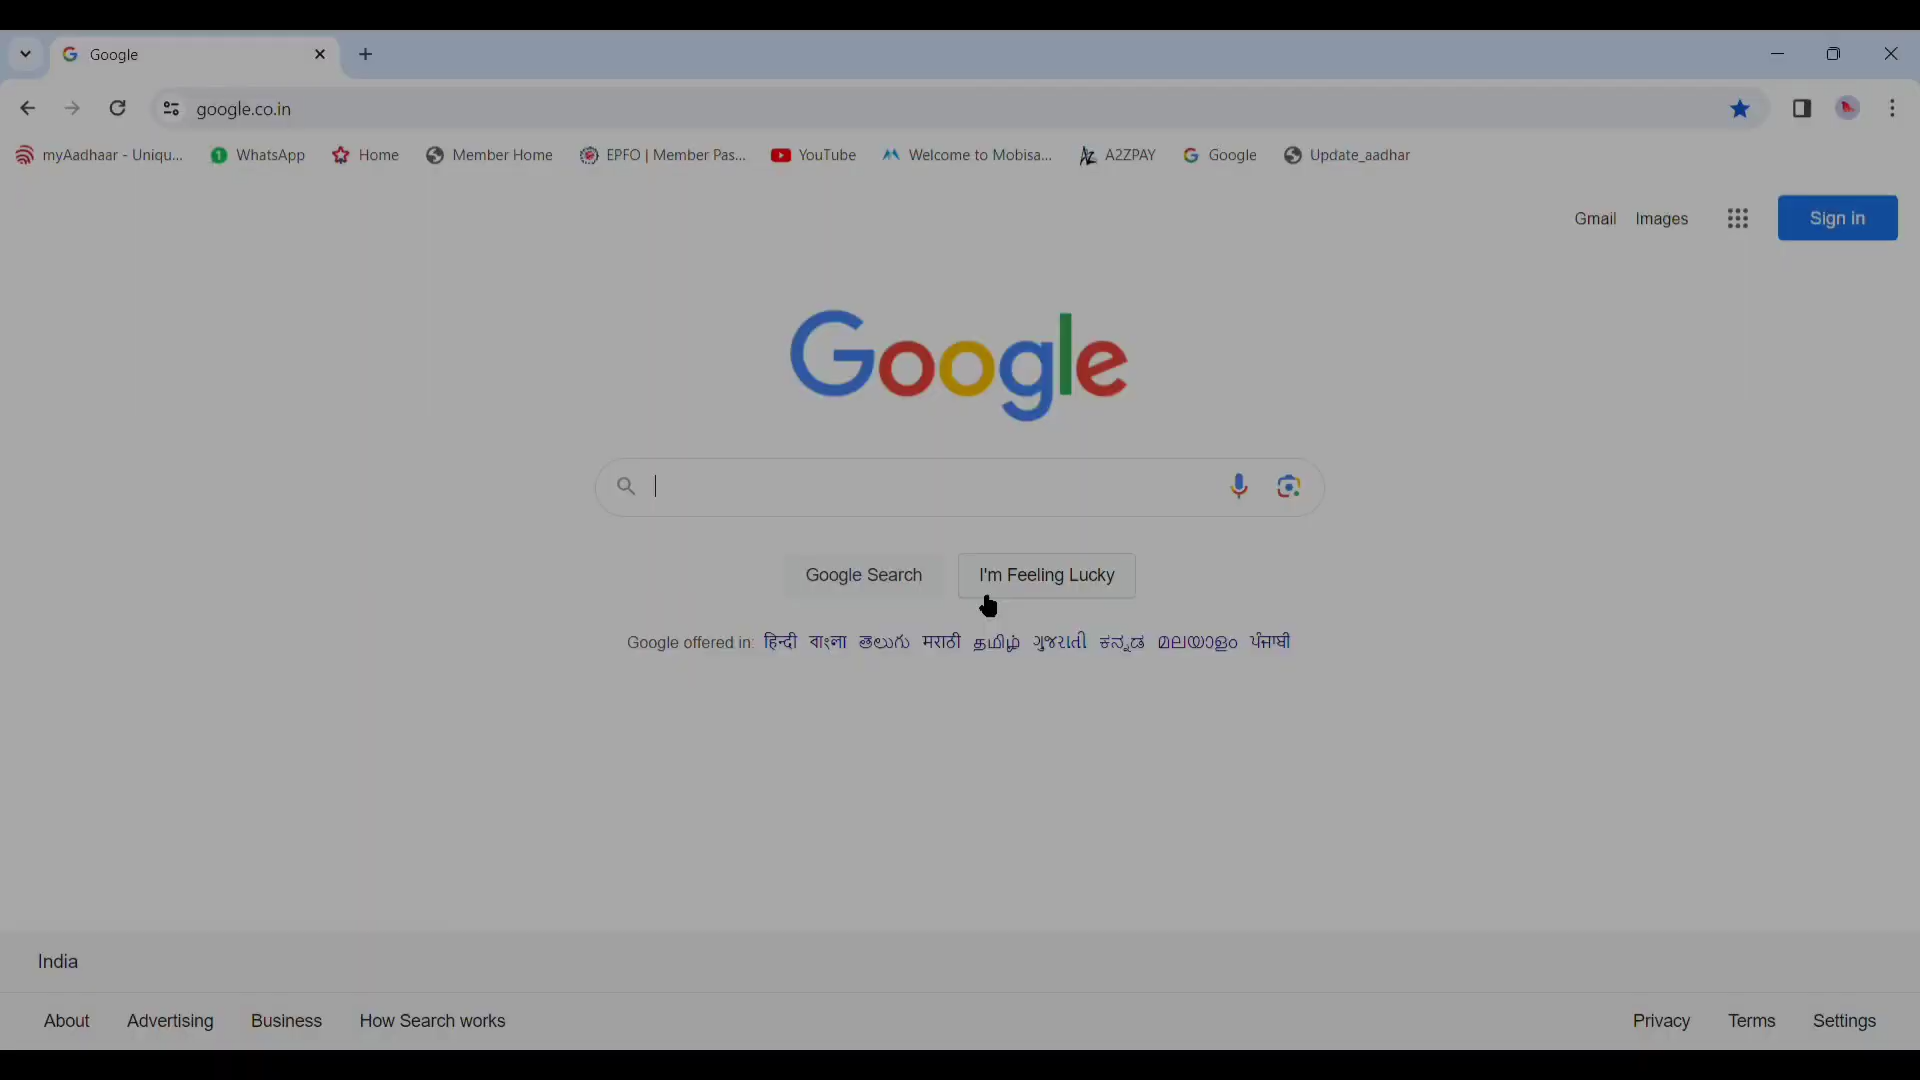 Google
google.co.in
myAadhaar - Uniqu... 1 WhatsApp Home Member Home EPFO | Member Pas... YouTube Welcome to Mobisa... AZ A2ZPAY Google Update_aadhar
Gmail Images Sign in
Google
Google Search I'm Feeling Lucky
Google offered in: हिन्दी বাংলা తెలుగు मराठी தமிழ் ગુજરાતી ಕನ್ನಡ മലയാളം ਪੰਜਾਬੀ
India
About Advertising Business How Search works Privacy Terms Settings